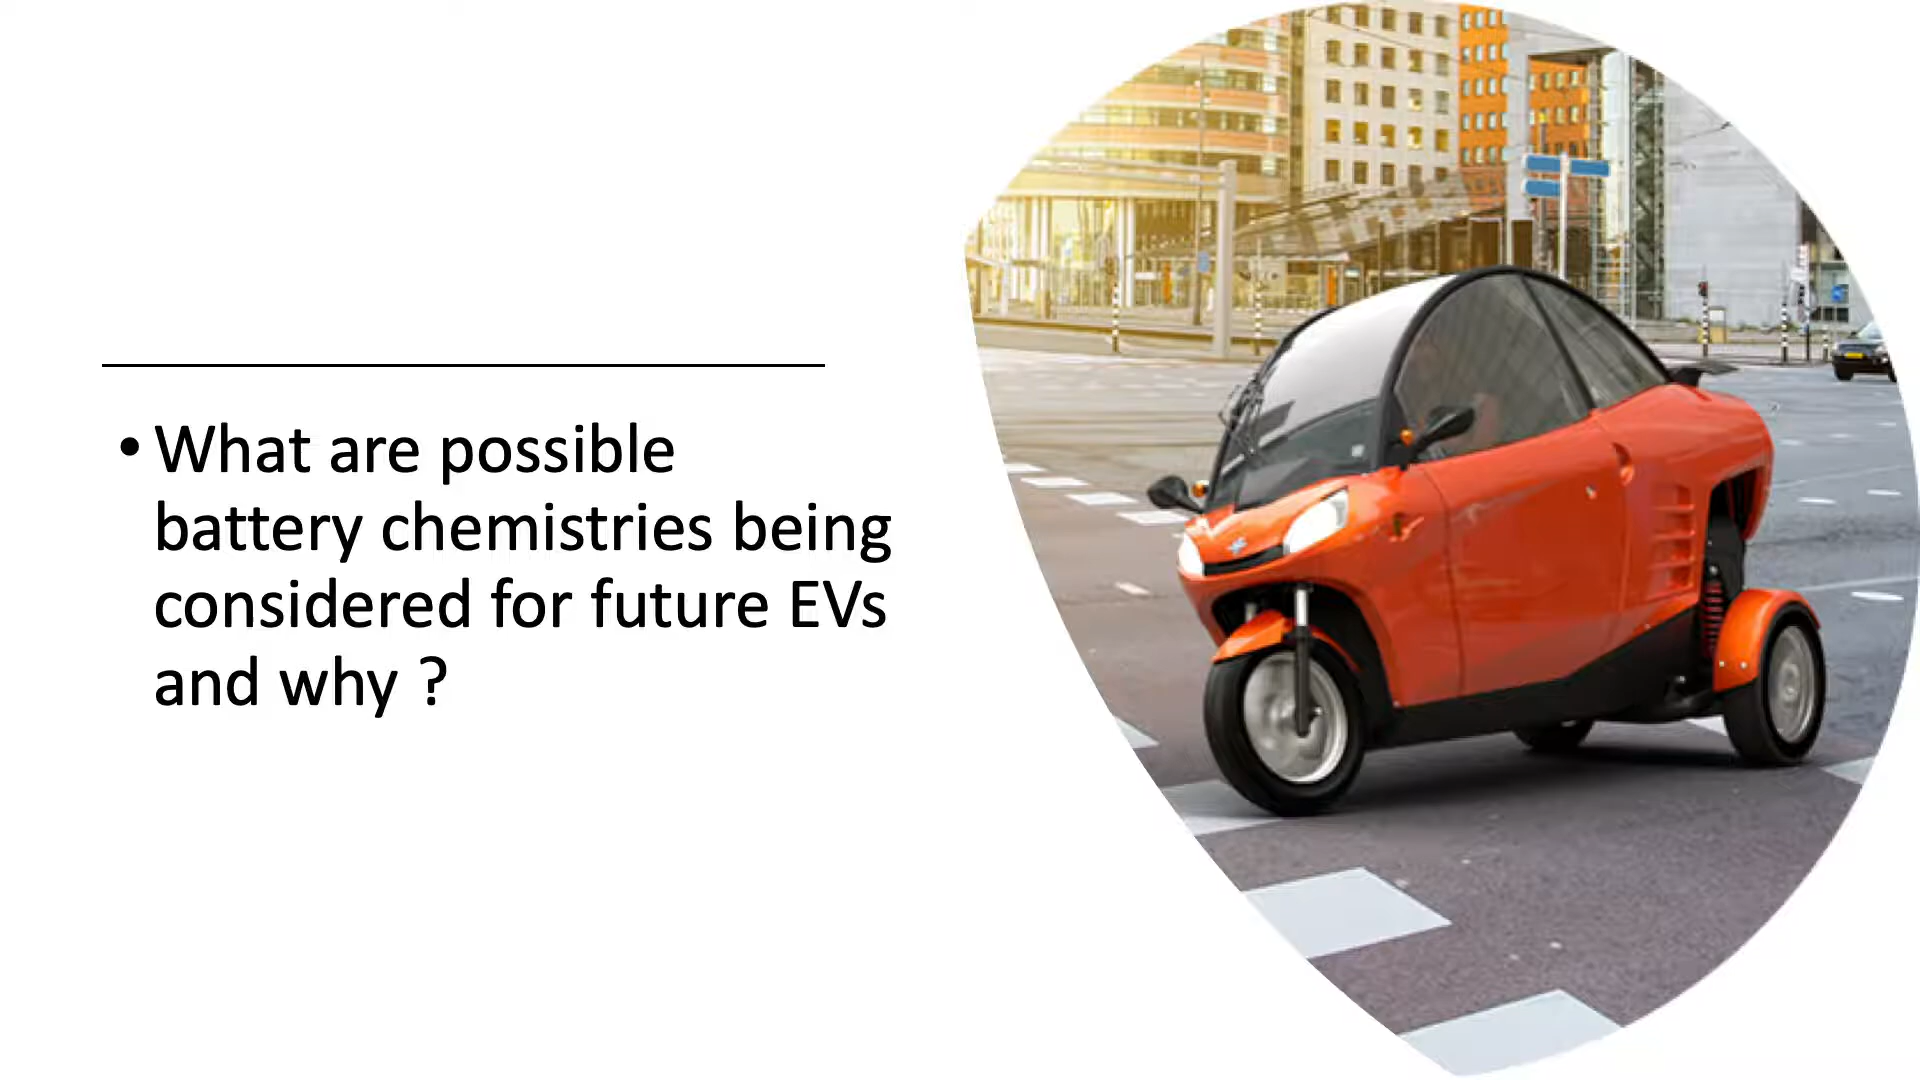 • What are possible
battery chemistries being
considered for future EVs
and why ?